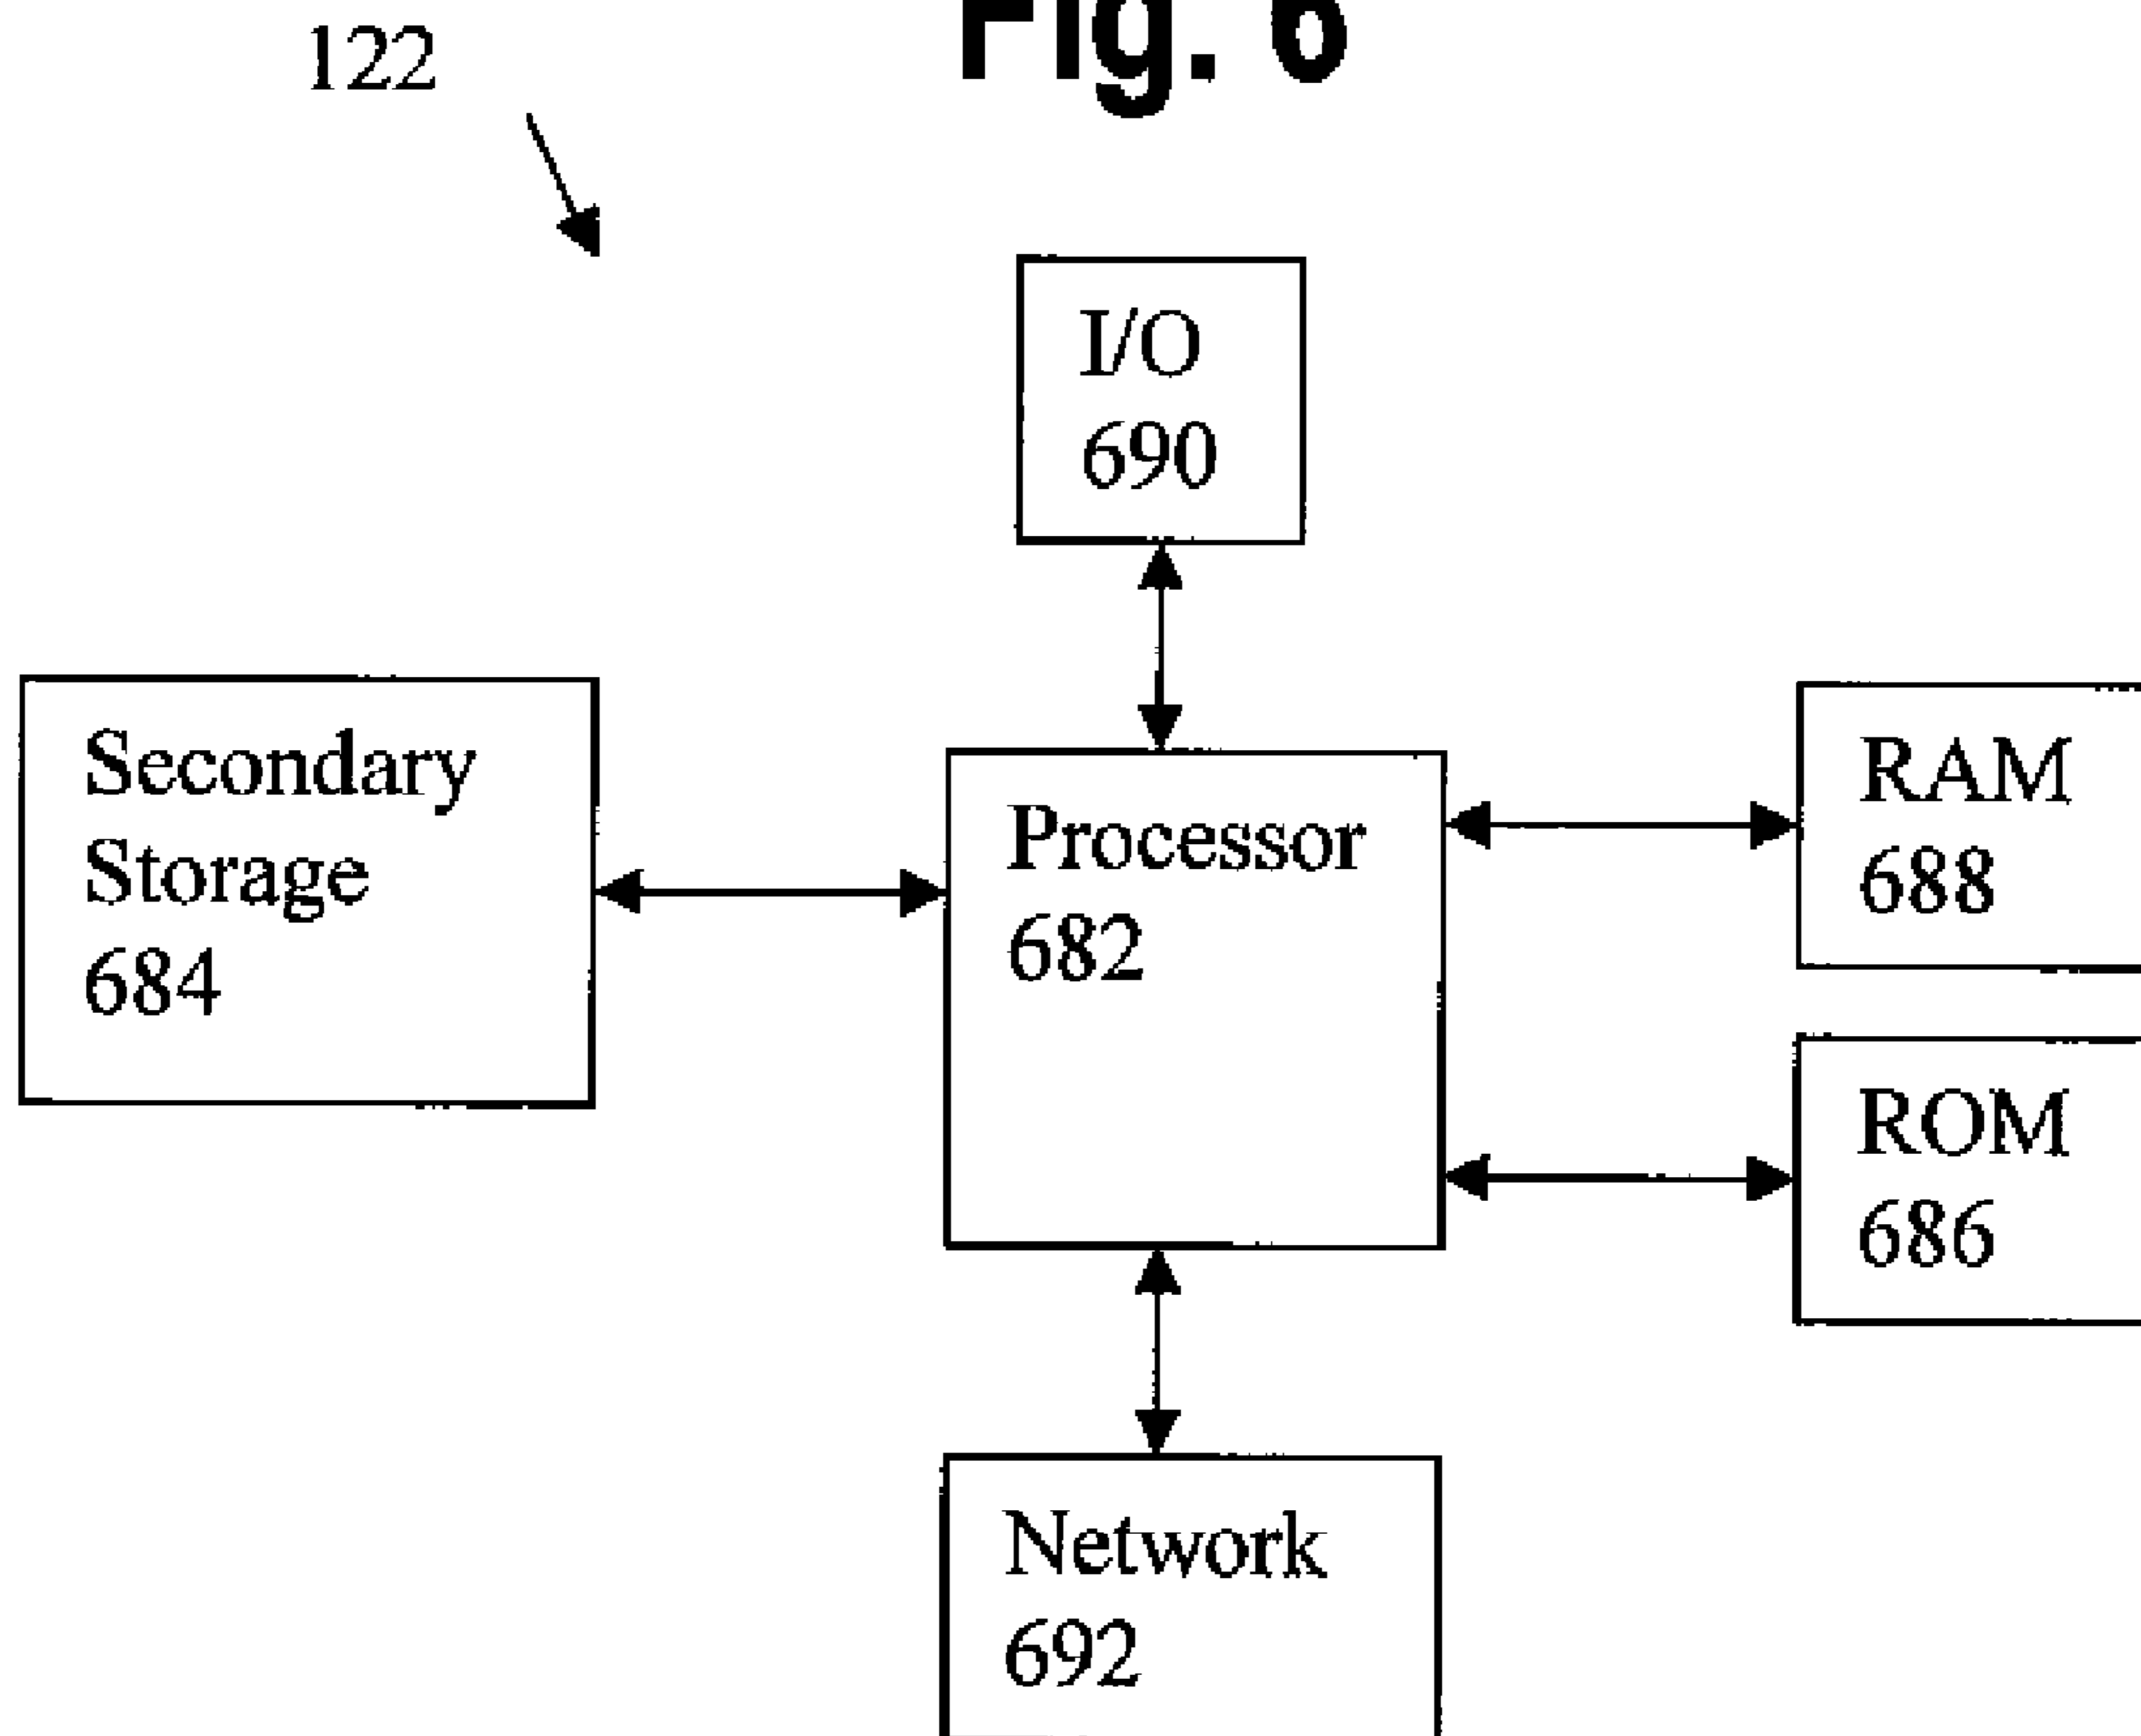 Fig. 6
122
I/O
690
Secondary
Storage
684
Processor
682
RAM
688
ROM
686
Network
692